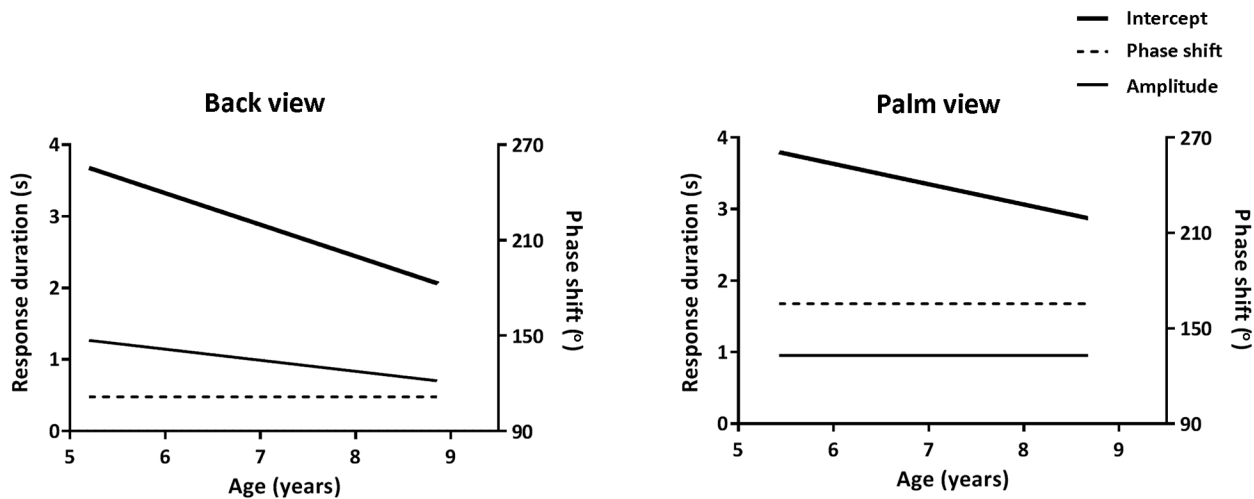 Intercept
Phase shift
Amplitude
Back view
Response duration (s)
4
3
2
1
0
270
210
150
90
Phase shift (°)
5 6 7 8 9
Age (years)
Palm view
Response duration (s)
4
3
2
1
0
270
210
150
90
Phase shift (°)
5 6 7 8 9
Age (years)